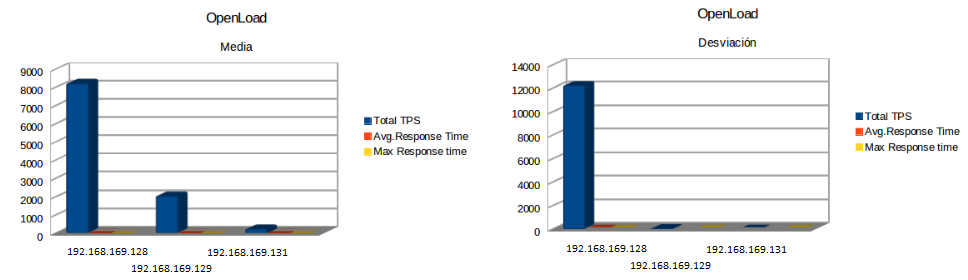 OpenLoad
Media
9000
8000
7000
6000
5000
4000
3000
2000
1000
0
192.168.169.128
192.168.169.129
192.168.169.131
Total TPS
Avg.Response Time
Max Response time
OpenLoad
Desviación
14000
12000
10000
8000
6000
4000
2000
0
192.168.169.128
192.168.169.129
192.168.169.131
Total TPS
Avg.Response Time
Max Response time